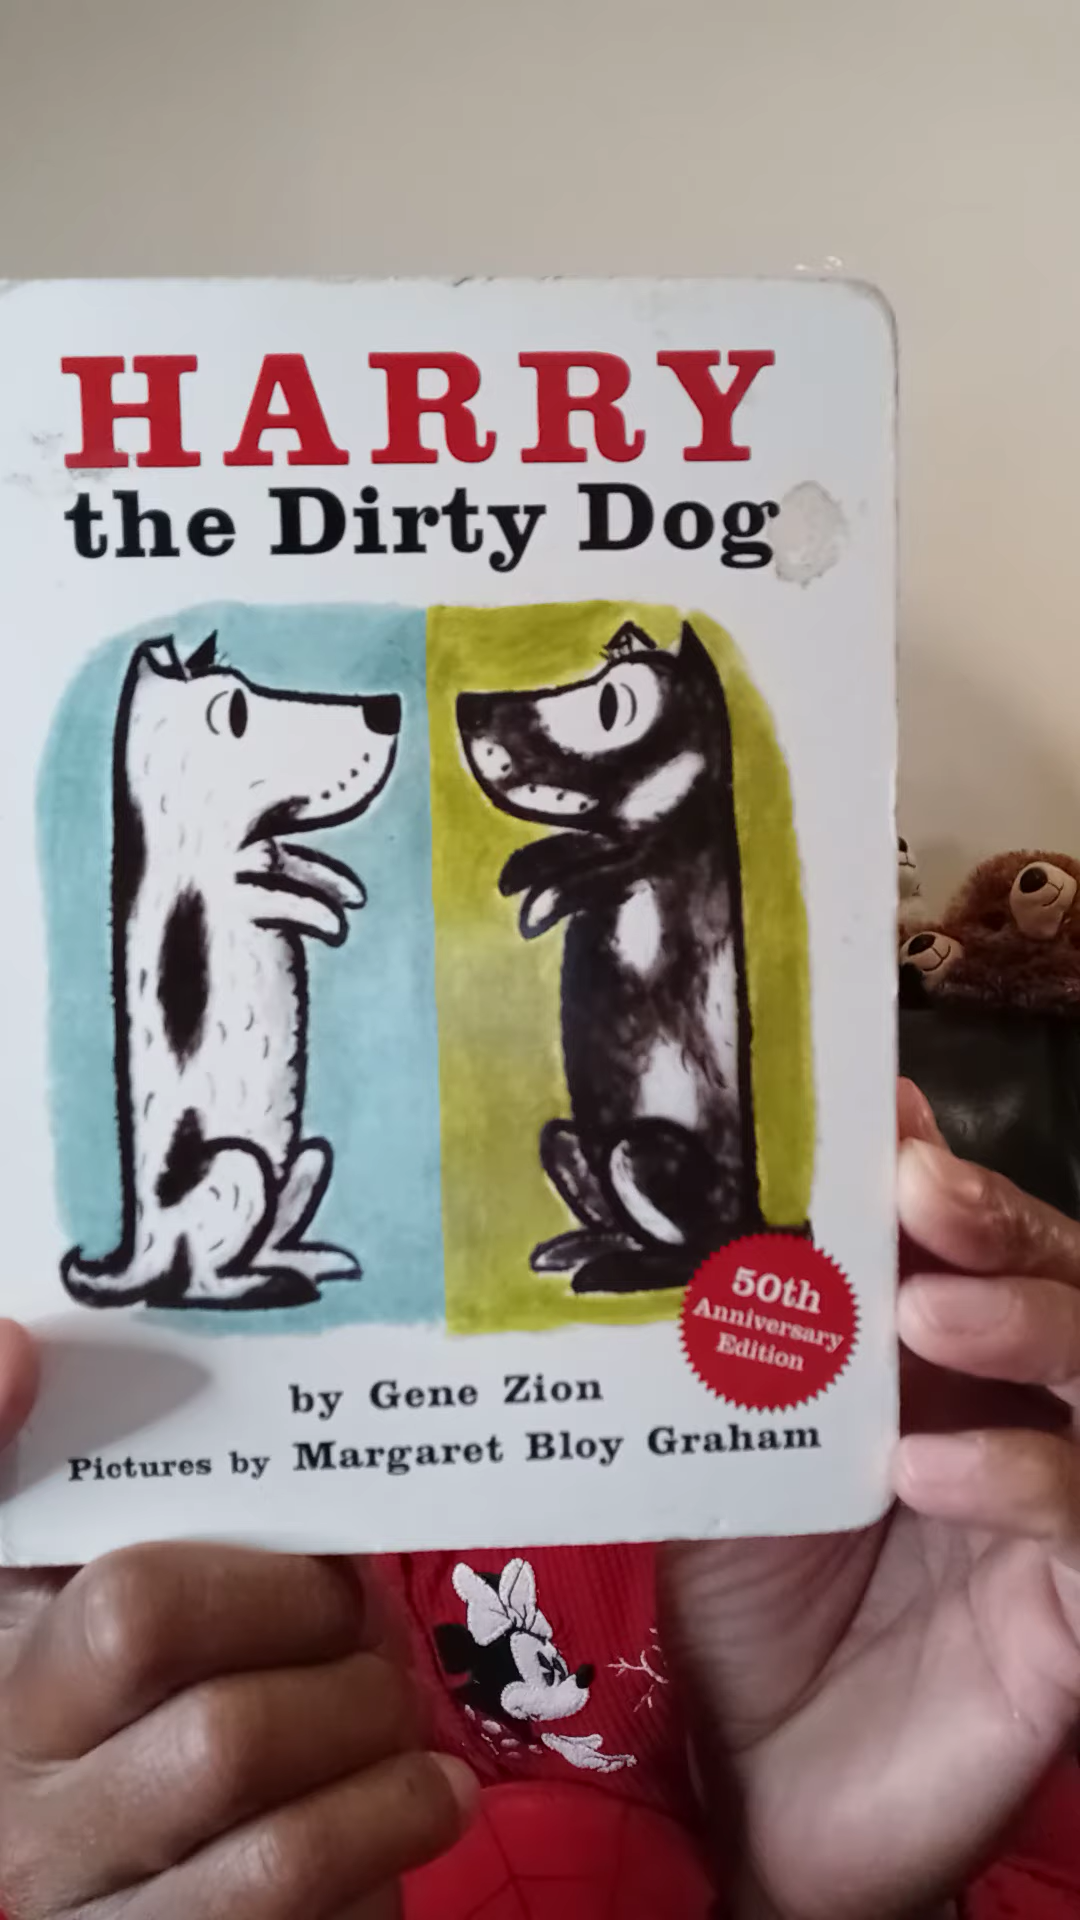 HARRY
the Dirty Dog
50th
Anniversary
Edition
by Gene Zion
Pictures by Margaret Bloy Graham